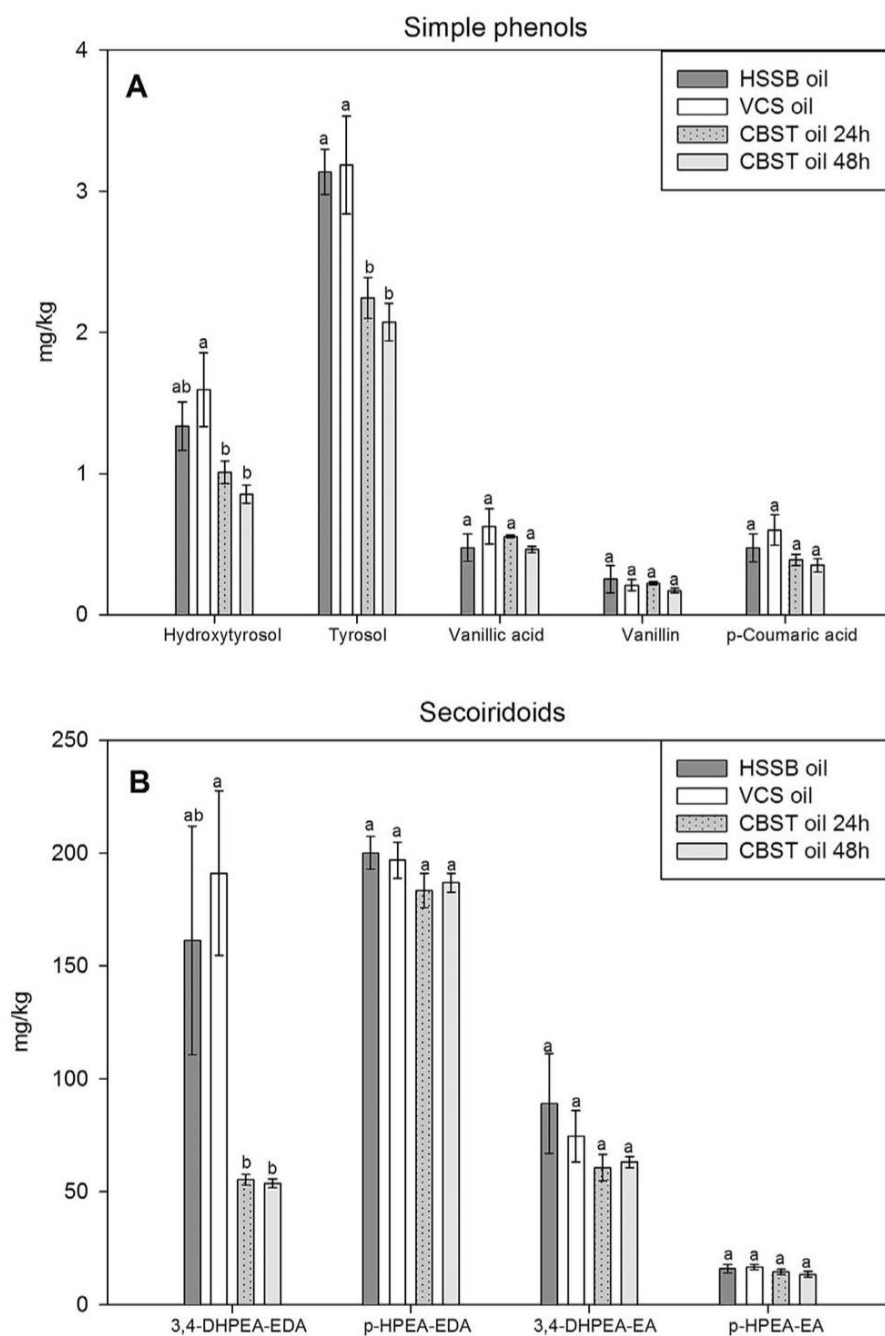 Simple phenols
A
HSSB oil
VCS oil
CBST oil 24h
CBST oil 48h
mg/kg
4
3
2
1
0
ab
a
b
b
a
a
b
b
a
a
a
a
a
a
a
a
a
a
a
a
Hydroxytyrosol Tyrosol Vanillic acid Vanillin p-Coumaric acid
Secoiridoids
B
HSSB oil
VCS oil
CBST oil 24h
CBST oil 48h
mg/kg
250
200
150
100
50
0
ab
a
b
b
a
a
a
a
a
a
a
a
a
a
a
a
3,4-DHPEA-EDA p-HPEA-EDA 3,4-DHPEA-EA p-HPEA-EA